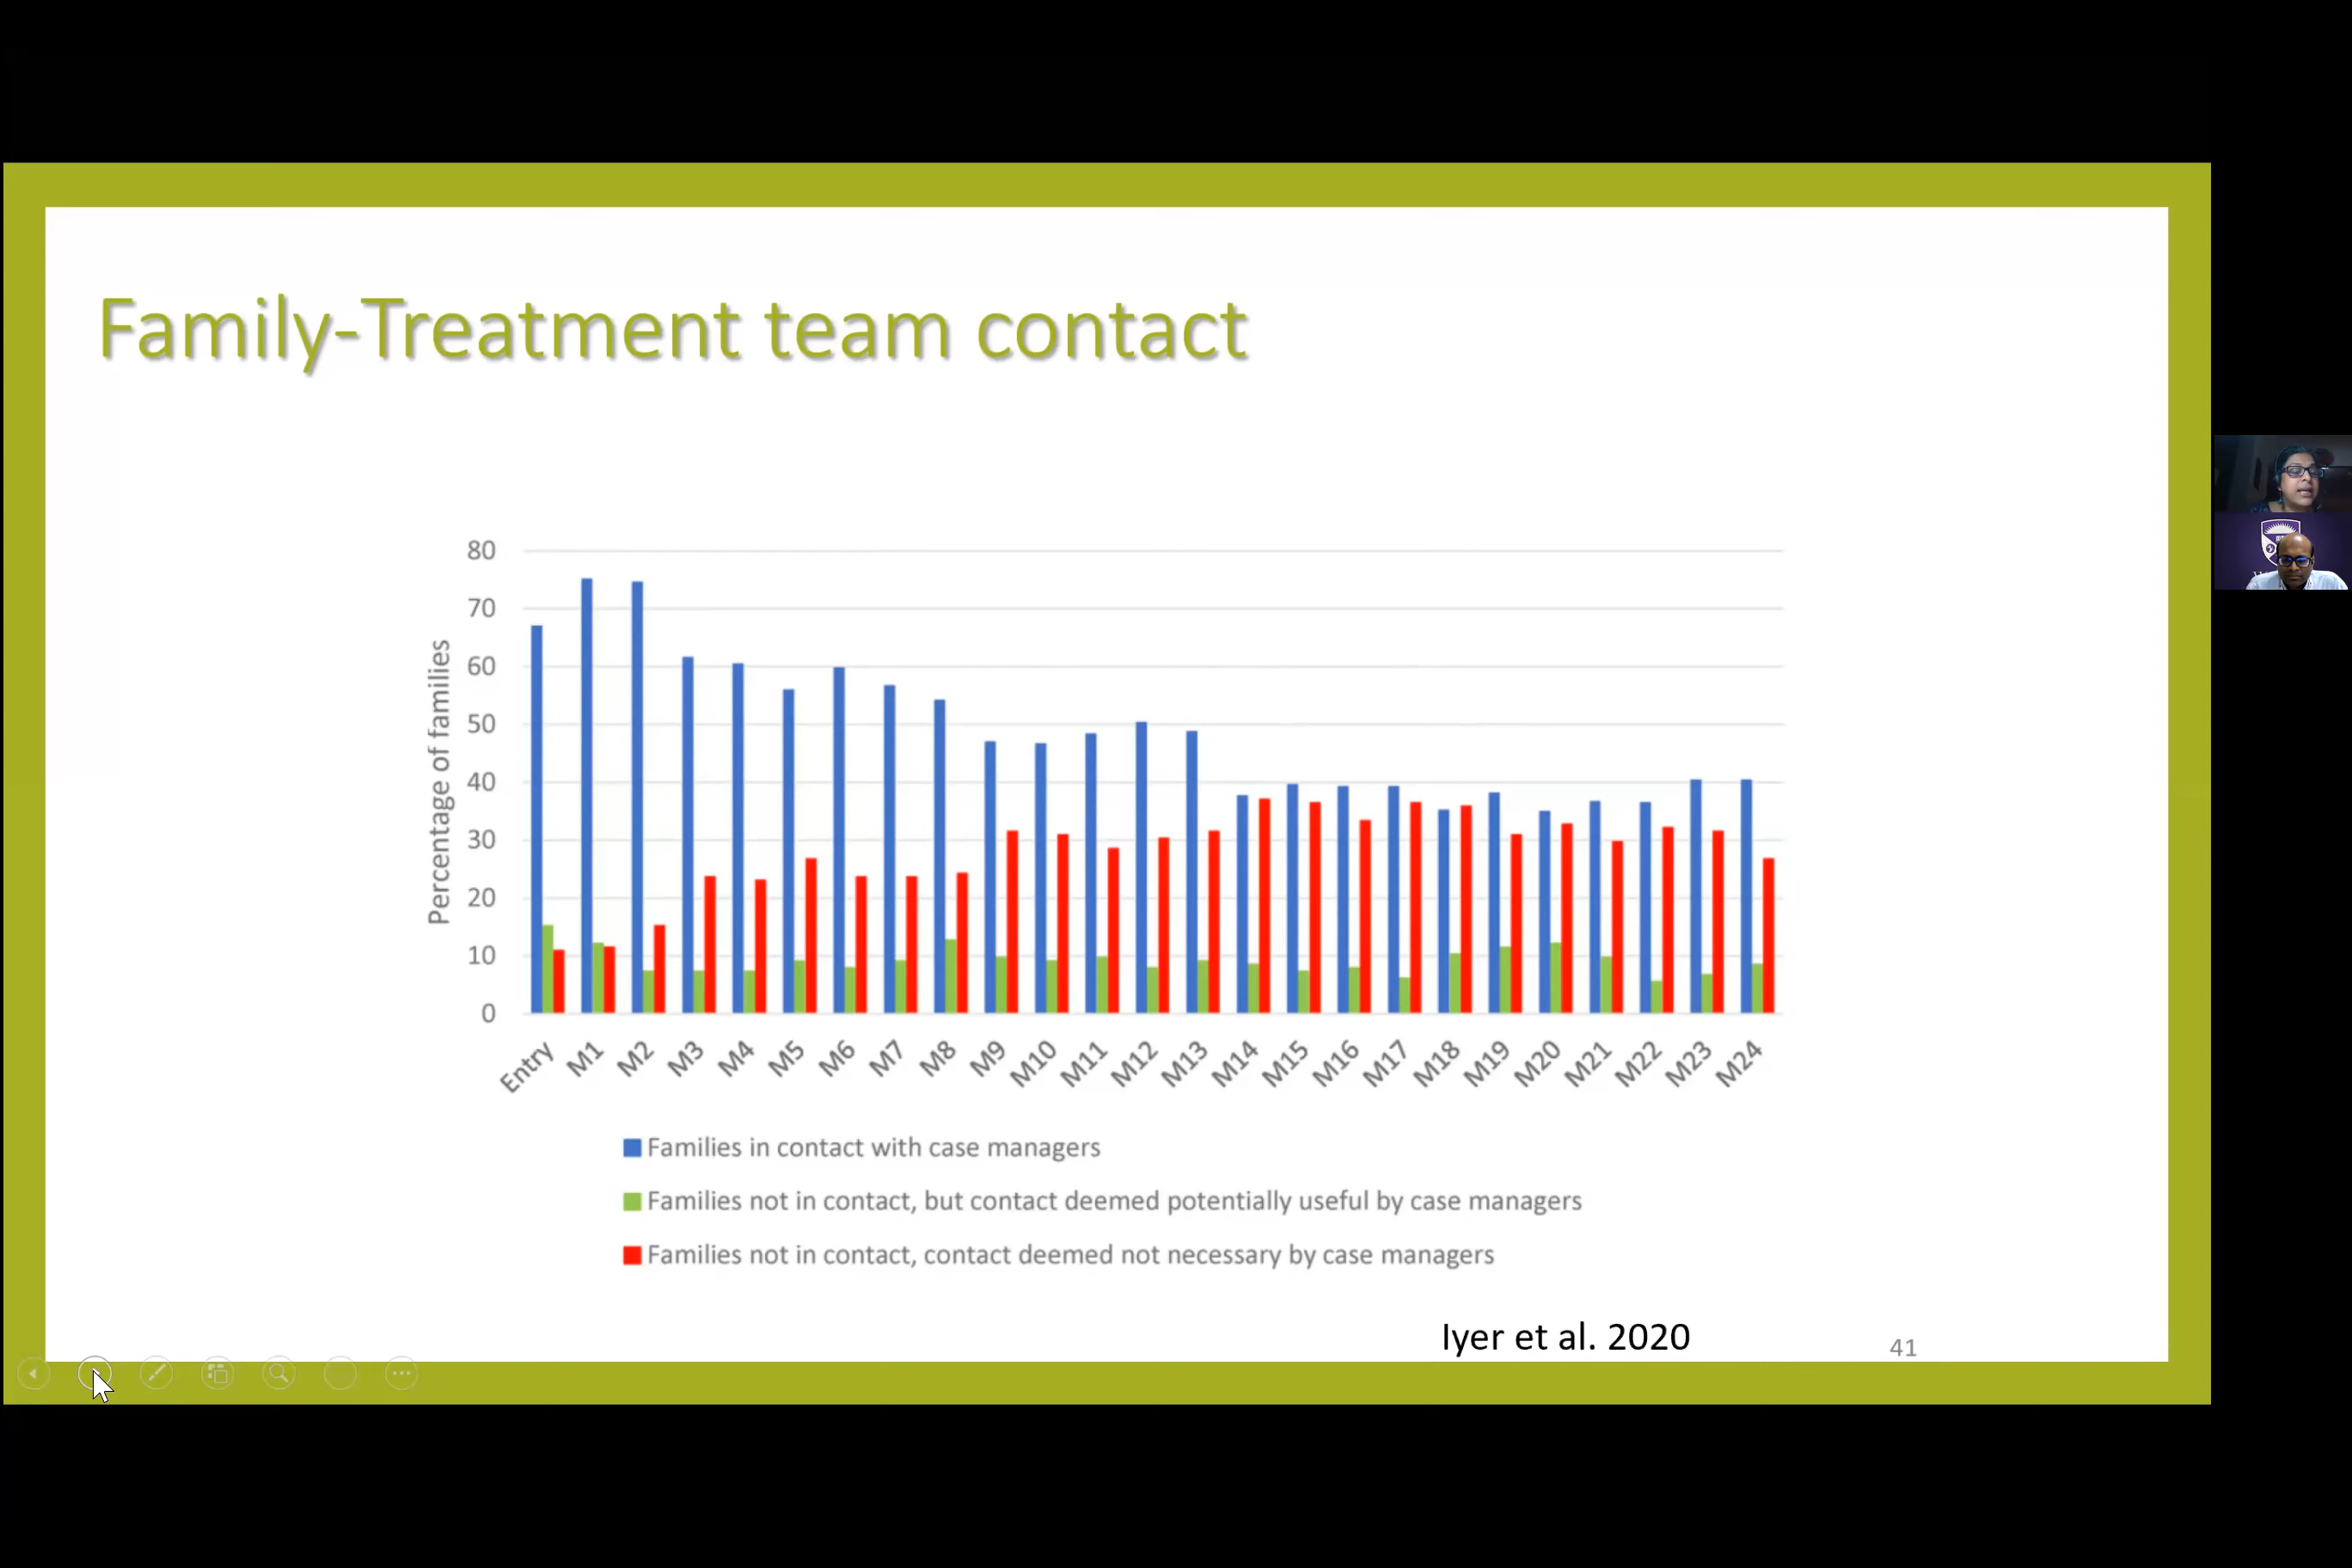 Family-Treatment team contact
Percentage of families
80
70
60
50
40
30
20
10
0
Entry M1 M2 M3 M4 M5 M6 M7 M8 M9 M10 M11 M12 M13 M14 M15 M16 M17 M18 M19 M20 M21 M22 M23 M24
Families in contact with case managers
Families not in contact, but contact deemed potentially useful by case managers
Families not in contact, contact deemed not necessary by case managers
Iyer et al. 2020
41